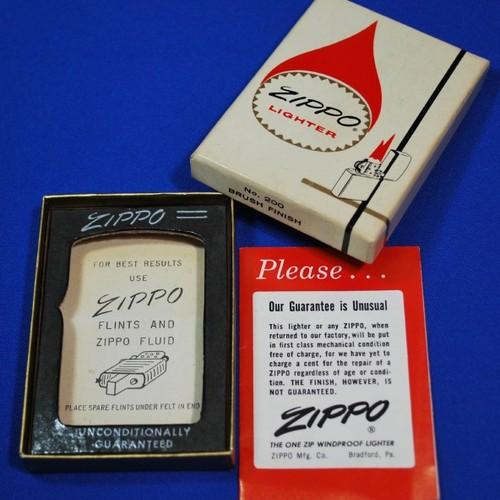 ZIPPO
LIGHTER
No. 200
BRUSH FINISH
ZIPPO
FOR BEST RESULTS
USE
ZIPPO
FLINTS AND
ZIPPO FLUID
PLACE SPARE FLINTS UNDER FELT IN END
UNCONDITIONALLY
GUARANTEED
Please...
Our Guarantee is Unusual
This lighter or any ZIPPO, when
returned to our factory, will be put
in first class mechanical condition
free of charge, for we have yet to
charge a cent for the repair of a
ZIPPO regardless of age or condi-
tion. THE FINISH, HOWEVER, IS
NOT GUARANTEED.
ZIPPO
®
THE ONE ZIP WINDPROOF LIGHTER
ZIPPO Mfg. Co. Bradford, Pa.